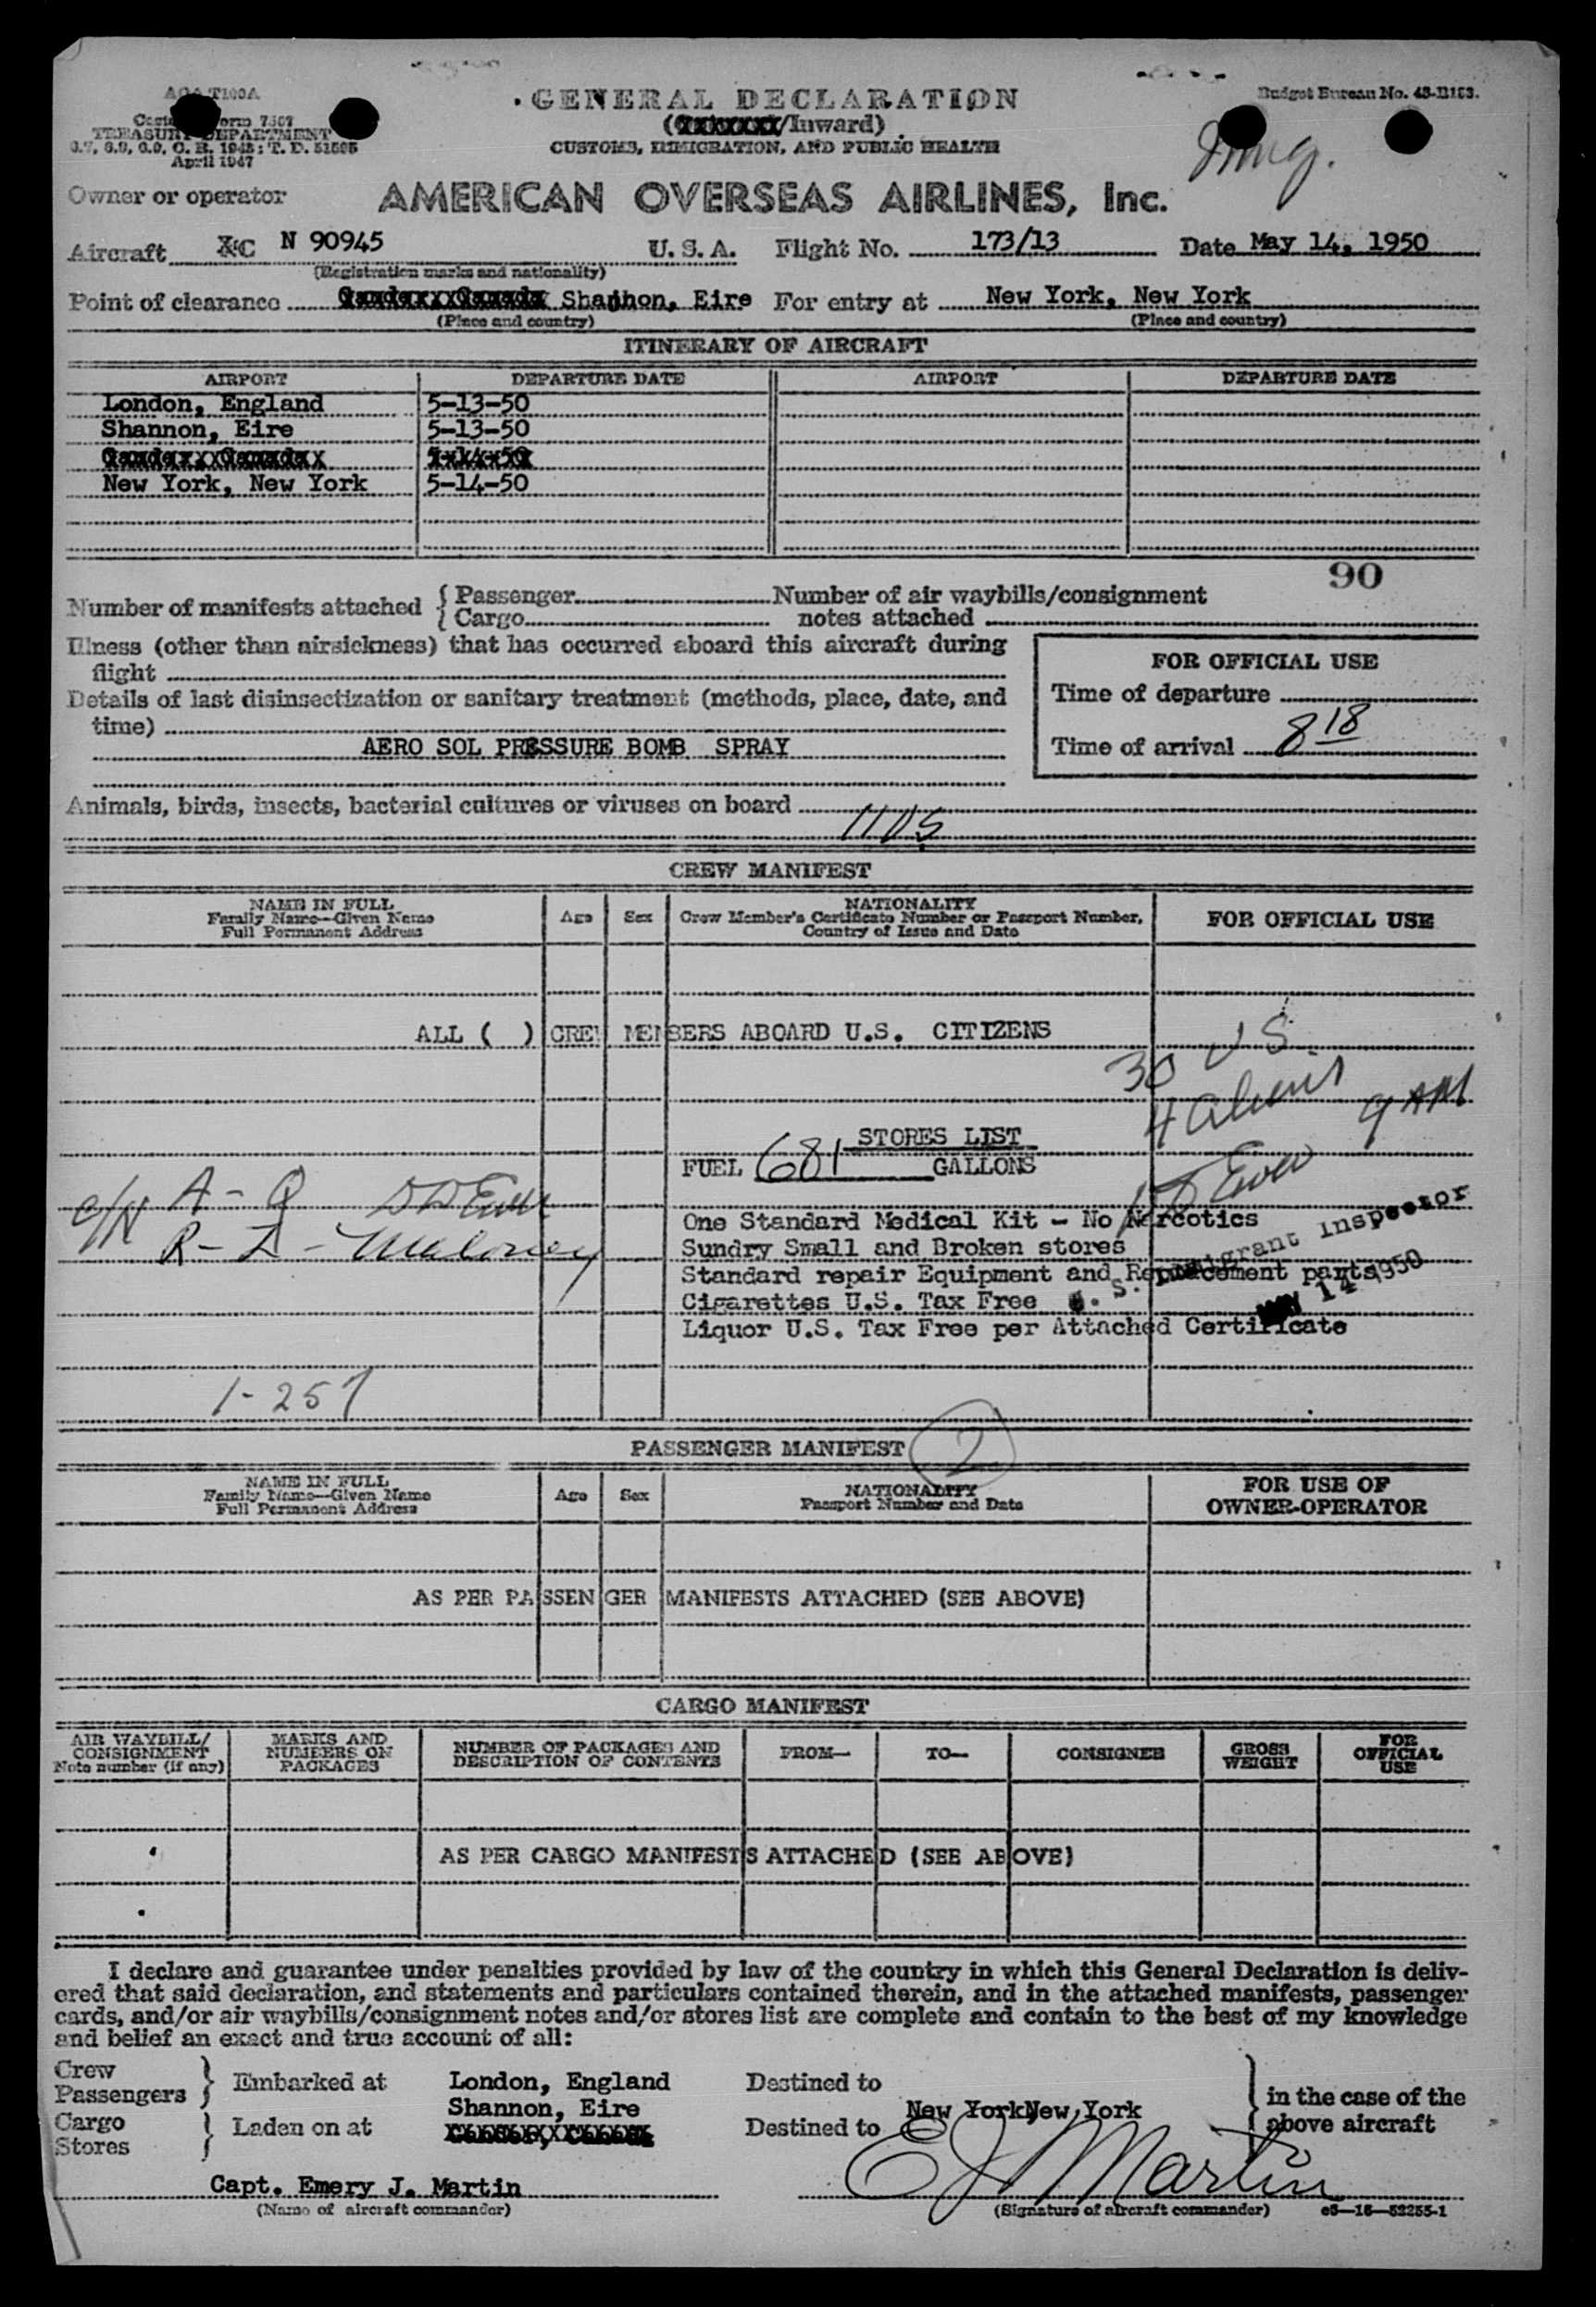 GENERAL DECLARATION
Budget Bureau No. 48-R163.
TREASURY DEPARTMENT
April 1947
/Inward)
CUSTOMS, IMMIGRATION, AND PUBLIC HEALTH
Owner or operator AMERICAN OVERSEAS AIRLINES, Inc.
Aircraft N 90945 U. S. A. Flight No. 173/13 Date May 14, 1950
(Registration marks and nationality)
Point of clearance Shannon, Eire For entry at New York, New York
(Place and country) (Place and country)
ITINERARY OF AIRCRAFT
AIRPORT DEPARTURE DATE AIRPORT DEPARTURE DATE
London, England 5-13-50
Shannon, Eire 5-13-50
New York, New York 5-14-50
90
Number of manifests attached { Passenger Number of air waybills/consignment
{ Cargo notes attached
Illness (other than airsickness) that has occurred aboard this aircraft during
flight
FOR OFFICIAL USE
Time of departure
Details of last disinsectization or sanitary treatment (methods, place, date, and
time)
Time of arrival 8 18
AERO SOL PRESSURE BOMB SPRAY
Animals, birds, insects, bacterial cultures or viruses on board
CREW MANIFEST
NAME IN FULL
Family Name—Given Name
Full Permanent Address
Age Sex
NATIONALITY
Crew Member's Certificate Number or Passport Number,
Country of Issue and Date
FOR OFFICIAL USE
ALL ( ) CREW MEMBERS ABOARD U.S. CITIZENS
30 US
4 aliens 9 AM
STORES LIST
FUEL 681 GALLONS
A - Q
R - Z - Maloney
One Standard Medical Kit - No Narcotics
Sundry Small and Broken stores
Standard repair Equipment and Replacement parts
Cigarettes U.S. Tax Free
Liquor U.S. Tax Free per Attached Certificate
U. S. Immigrant Inspector
MAY 14 1950
1-257
PASSENGER MANIFEST 2
NAME IN FULL
Family Name—Given Name
Full Permanent Address
Age Sex
NATIONALITY
Passport Number and Date
FOR USE OF
OWNER-OPERATOR
AS PER PASSENGER MANIFESTS ATTACHED (SEE ABOVE)
CARGO MANIFEST
AIR WAYBILL/
CONSIGNMENT
Note number (if any)
MARKS AND
NUMBERS ON
PACKAGES
NUMBER OF PACKAGES AND
DESCRIPTION OF CONTENTS
FROM— TO— CONSIGNEE
GROSS
WEIGHT
FOR
OFFICIAL
USE
AS PER CARGO MANIFESTS ATTACHED (SEE ABOVE)
I declare and guarantee under penalties provided by law of the country in which this General Declaration is deliv-
ered that said declaration, and statements and particulars contained therein, and in the attached manifests, passenger
cards, and/or air waybills/consignment notes and/or stores list are complete and contain to the best of my knowledge
and belief an exact and true account of all:
Crew
Passengers } Embarked at London, England Destined to
Shannon, Eire New York, New York
Cargo
Stores } Laden on at Destined to
} in the case of the
above aircraft
Capt. Emery J. Martin E J Martin
(Name of aircraft commander) (Signature of aircraft commander) c6—16—52255-1